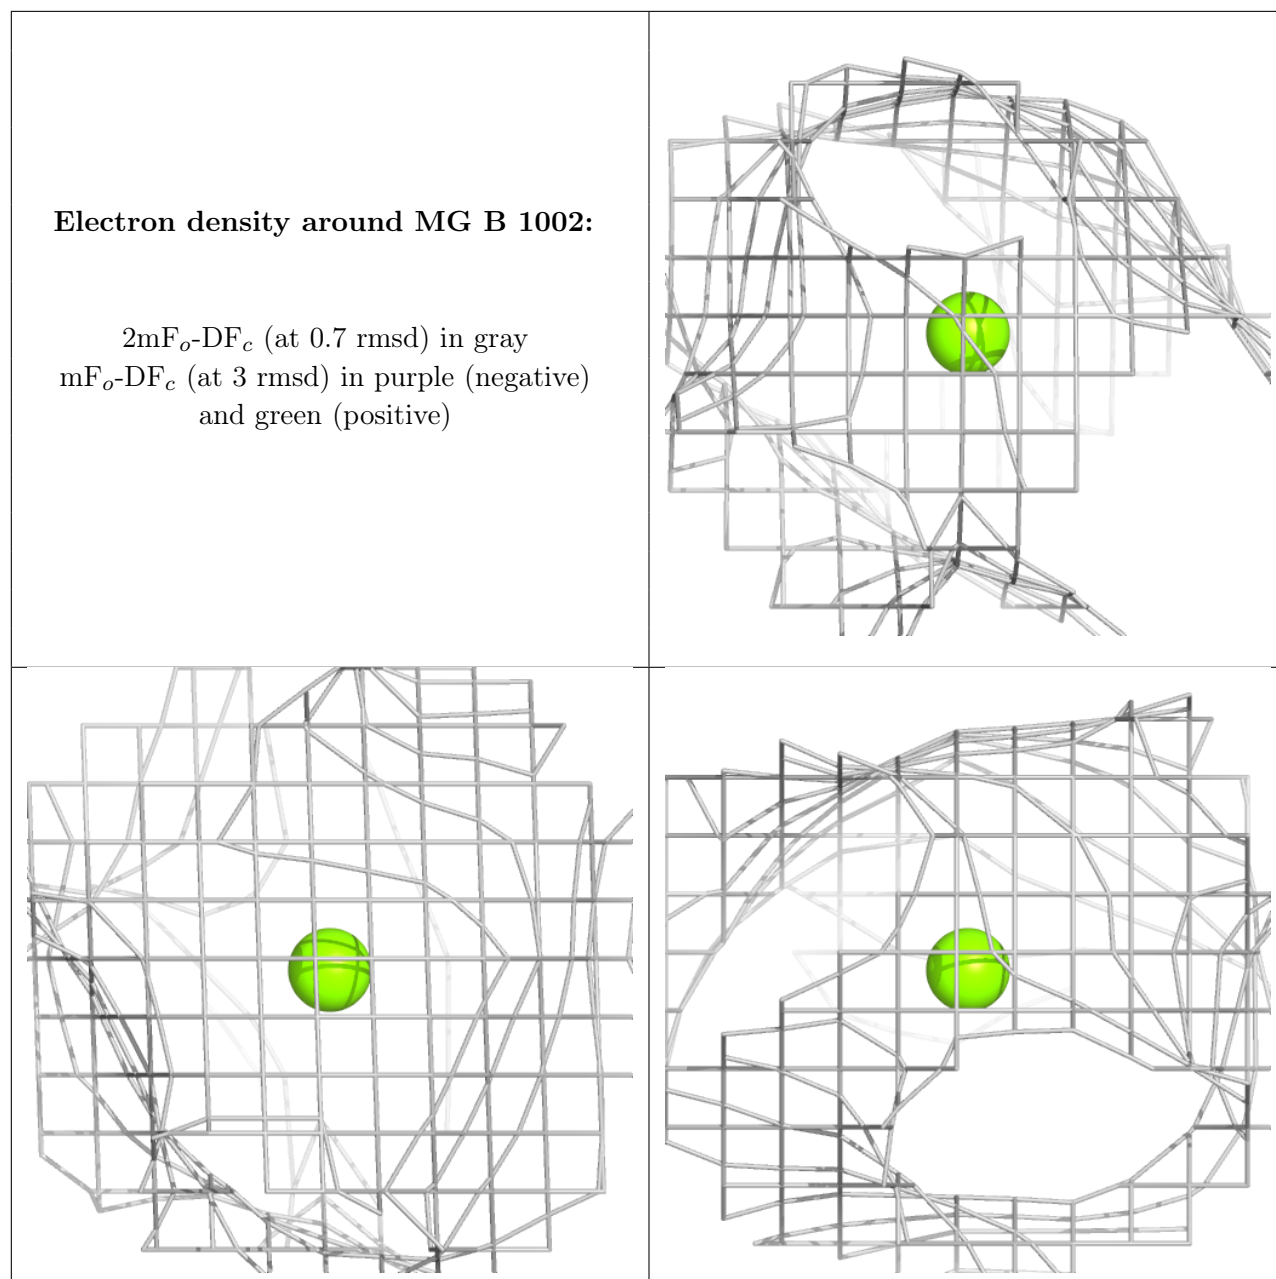 Electron density around MG B 1002:
2mFo-DFc (at 0.7 rmsd) in gray
mFo-DFc (at 3 rmsd) in purple (negative)
and green (positive)